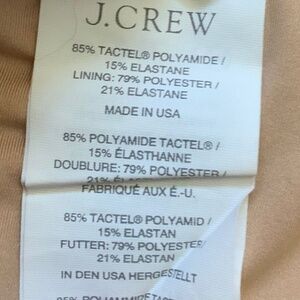 J.CREW
85% TACTEL® POLYAMIDE /
15% ELASTANE
LINING: 79% POLYESTER /
21% ELASTANE
MADE IN USA
85% POLYAMIDE TACTEL® /
15% ÉLASTHANNE
DOUBLURE: 79% POLYESTER /
21% ÉLASTHANNE
FABRIQUÉ AUX É.-U.
85% TACTEL® POLYAMID /
15% ELASTAN
FUTTER: 79% POLYESTER/
21% ELASTAN
IN DEN USA HERGESTELLT